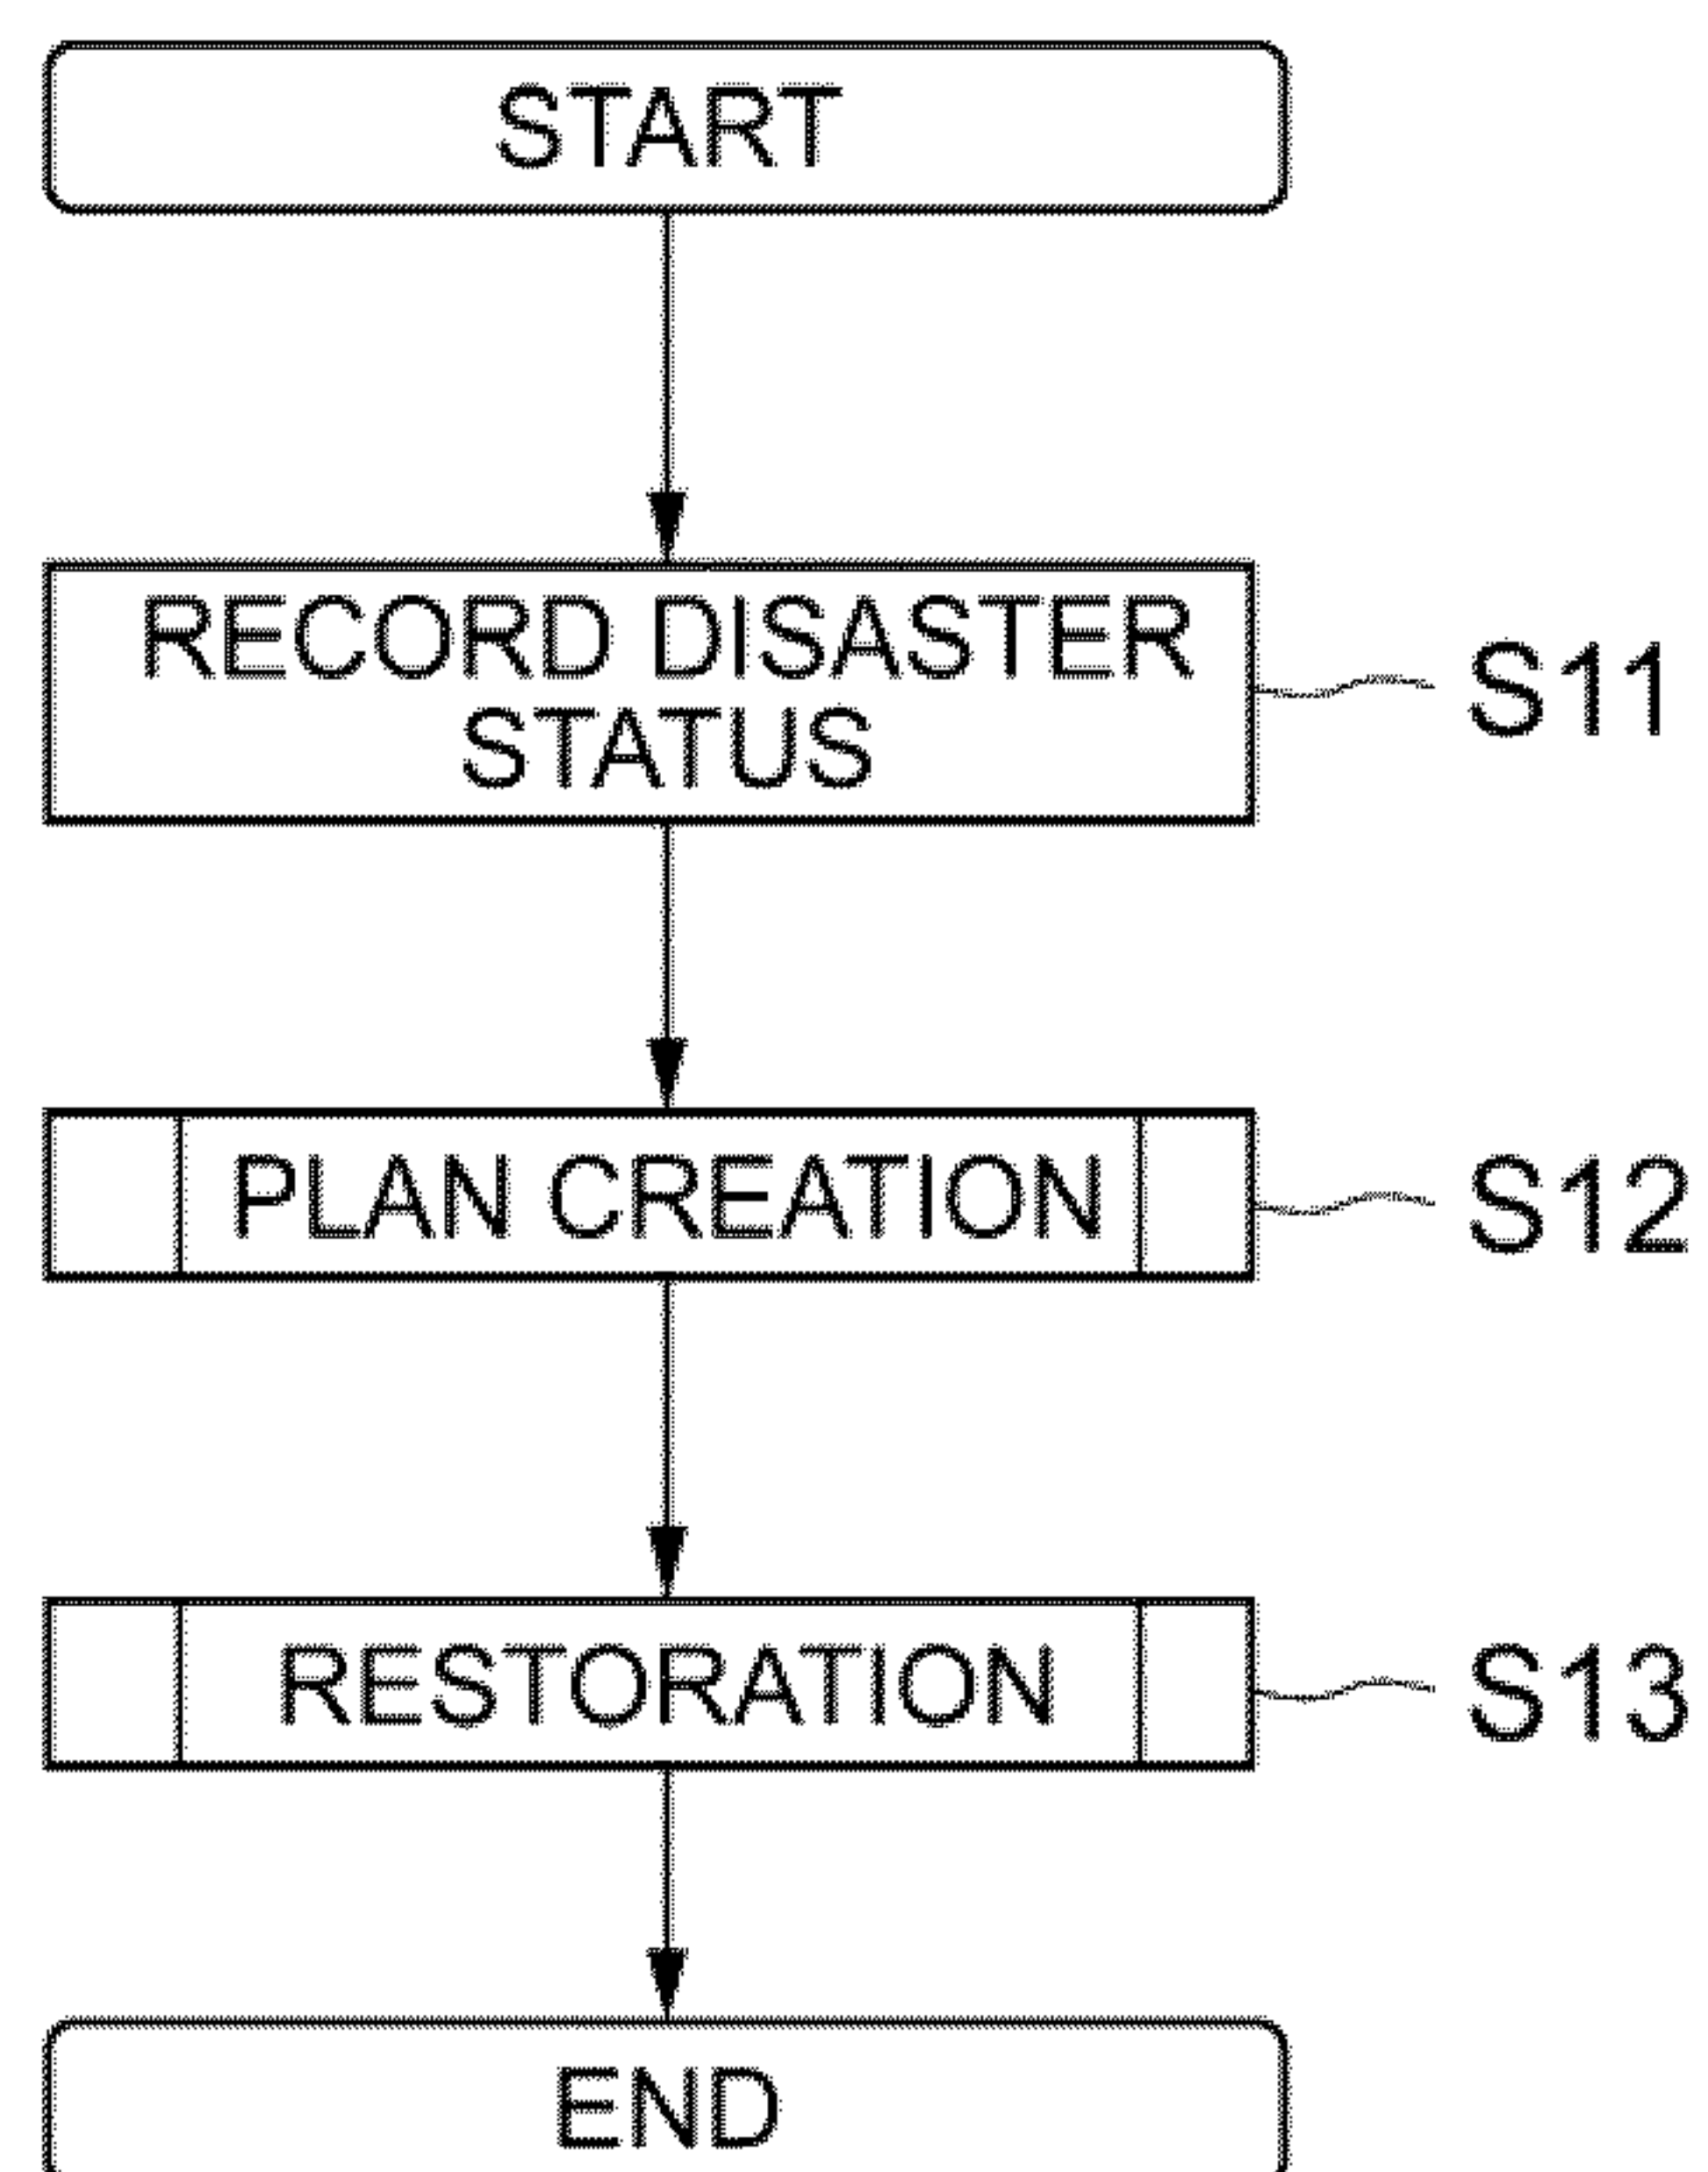 START
RECORD DISASTER
STATUS
S11
PLAN CREATION
S12
RESTORATION
S13
END